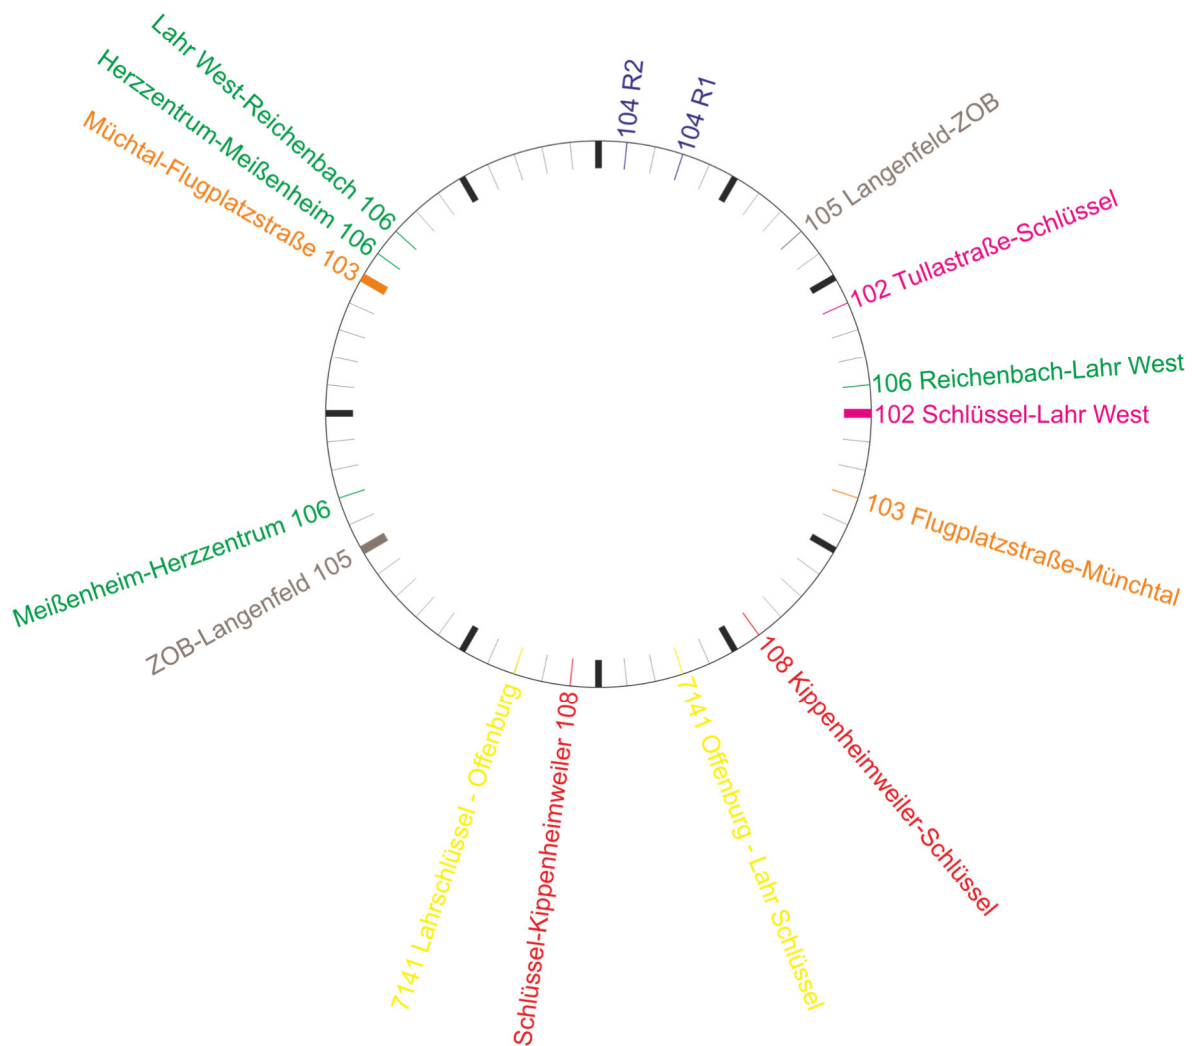 104 R2
104 R1
105 Langenfeld-ZOB
102 Tullastraße-Schlüssel
106 Reichenbach-Lahr West
102 Schlüssel-Lahr West
103 Flugplatzstraße-Münchtal
108 Kippenheimweiler-Schlüssel
7141 Offenburg - Lahr Schlüssel
Schlüssel-Kippenheimweiler 108
7141 Lahrschlüssel - Offenburg
ZOB-Langenfeld 105
Meißenheim-Herzzentrum 106
Müchtal-Flugplatzstraße 103
Herzzentrum-Meißenheim 106
Lahr West-Reichenbach 106